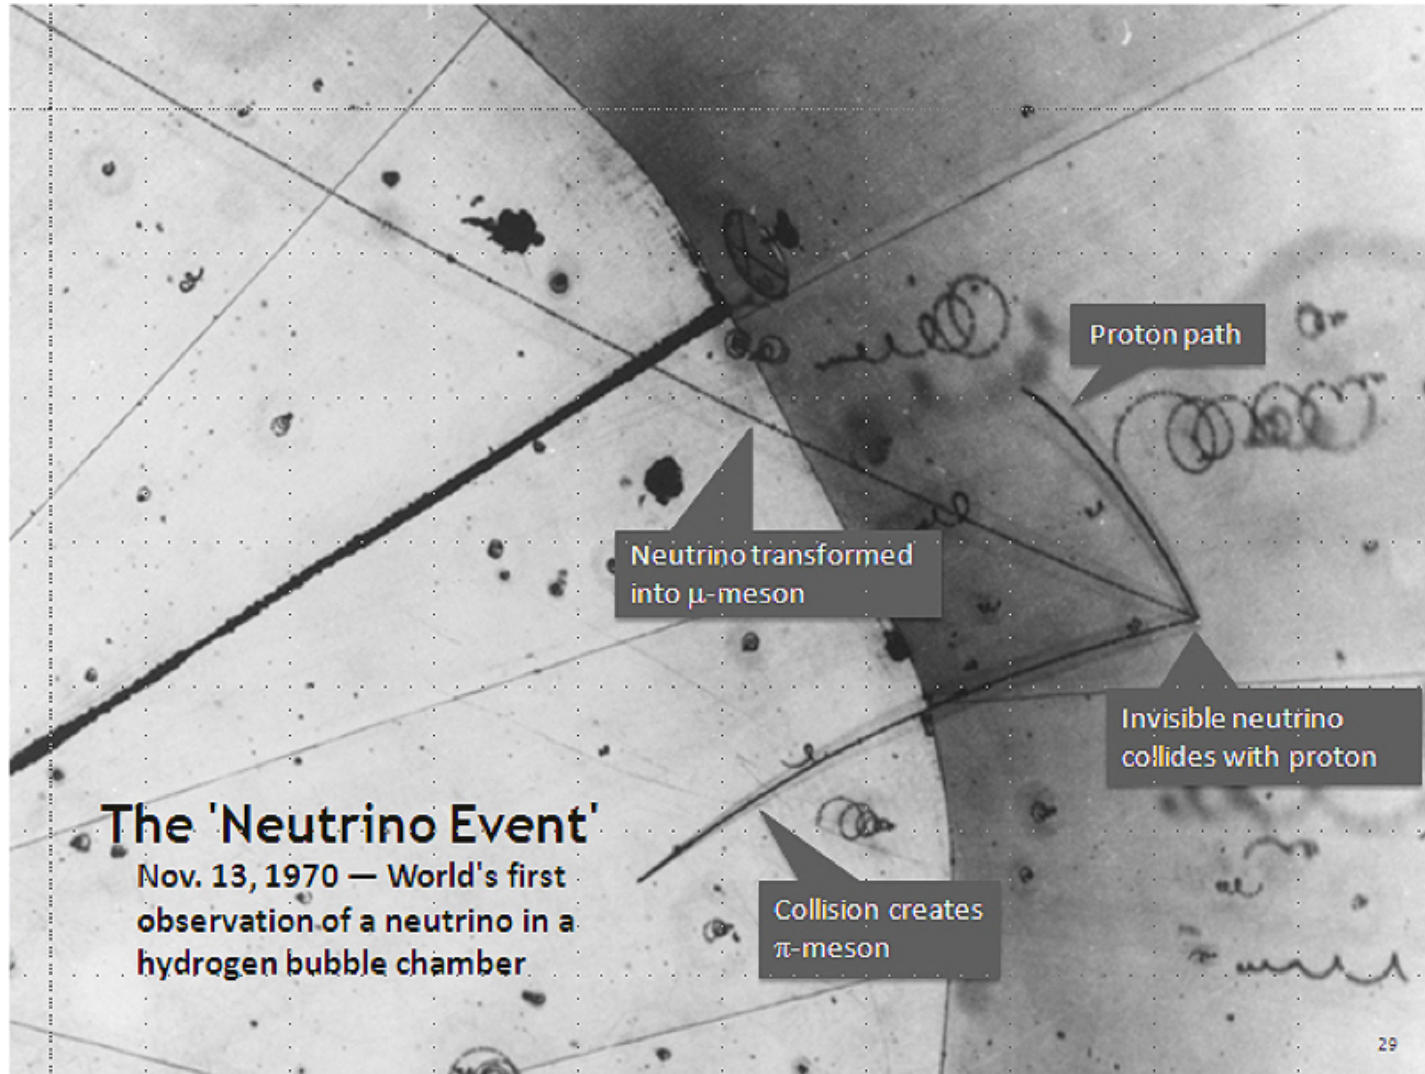 Proton path
Neutrino transformed
into μ-meson
Invisible neutrino
collides with proton
The 'Neutrino Event'
Nov. 13, 1970 — World's first
observation of a neutrino in a
hydrogen bubble chamber
Collision creates
π-meson
29